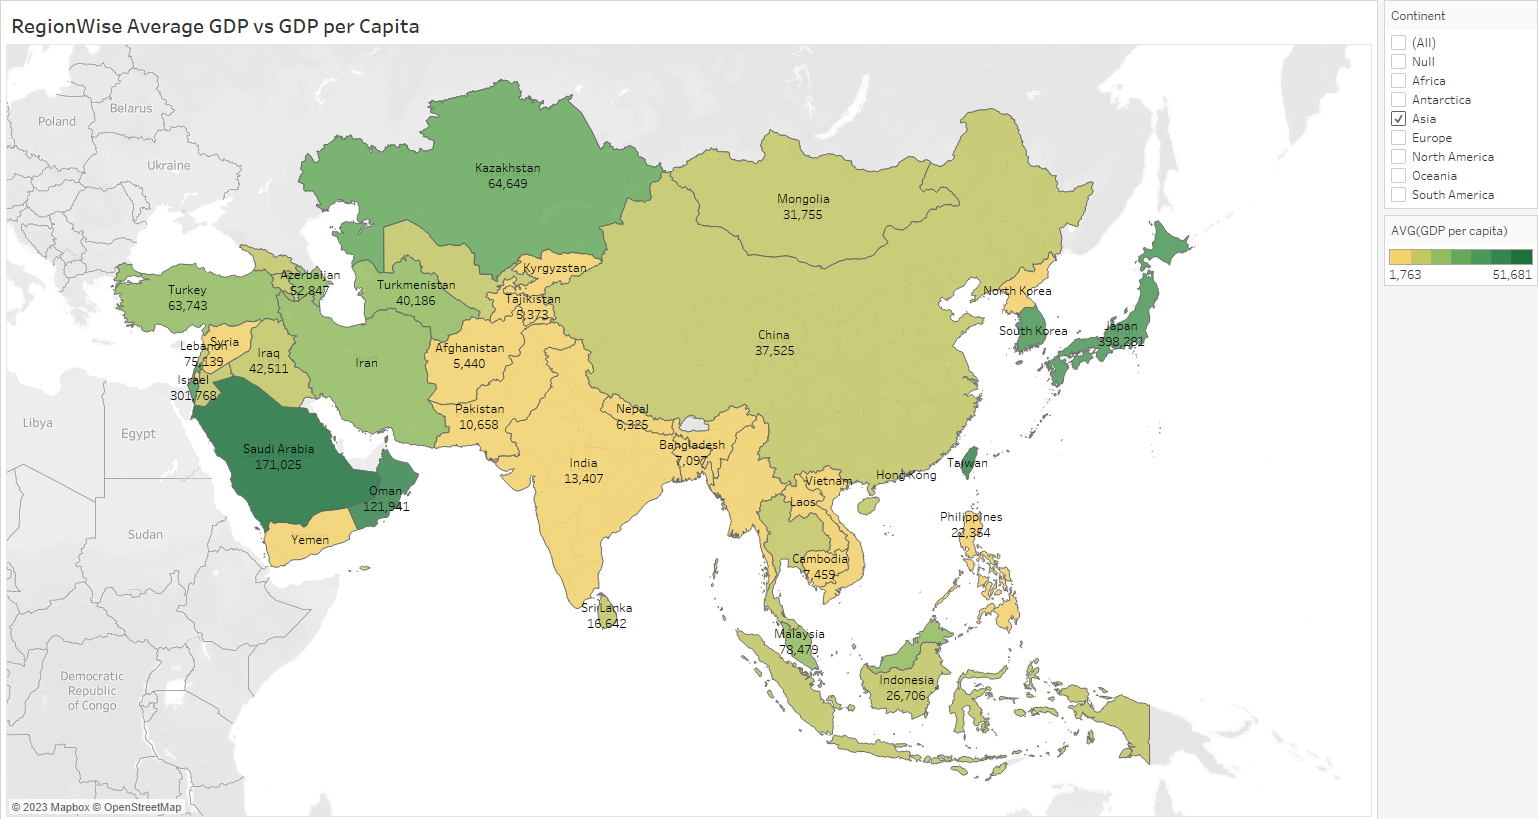 RegionWise Average GDP vs GDP per Capita
Belarus
Poland
Ukraine
Kazakhstan
64,649
Mongolia
31,755
Azerbaijan
52,847
Kyrgyzstan
Turkey
63,743
Turkmenistan
40,186
North Korea
Tajikistan
5,373
South Korea
Japan
398,281
China
37,525
Syria
Lebanon
75,139
Iraq
42,511
Iran
Afghanistan
5,440
Israel
301,768
Pakistan
10,658
Nepal
6,325
Libya
Egypt
Saudi Arabia
171,025
Bangladesh
7,097
India
13,407
Taiwan
Hong Kong
Vietnam
Laos
Oman
121,941
Philippines
22,354
Sudan
Yemen
Cambodia
7,459
Sri Lanka
16,642
Malaysia
78,479
Indonesia
26,706
Democratic
Republic
of Congo
© 2023 Mapbox © OpenStreetMap
Continent
(All)
Null
Africa
Antarctica
Asia
Europe
North America
Oceania
South America
AVG(GDP per capita)
1,763
51,681